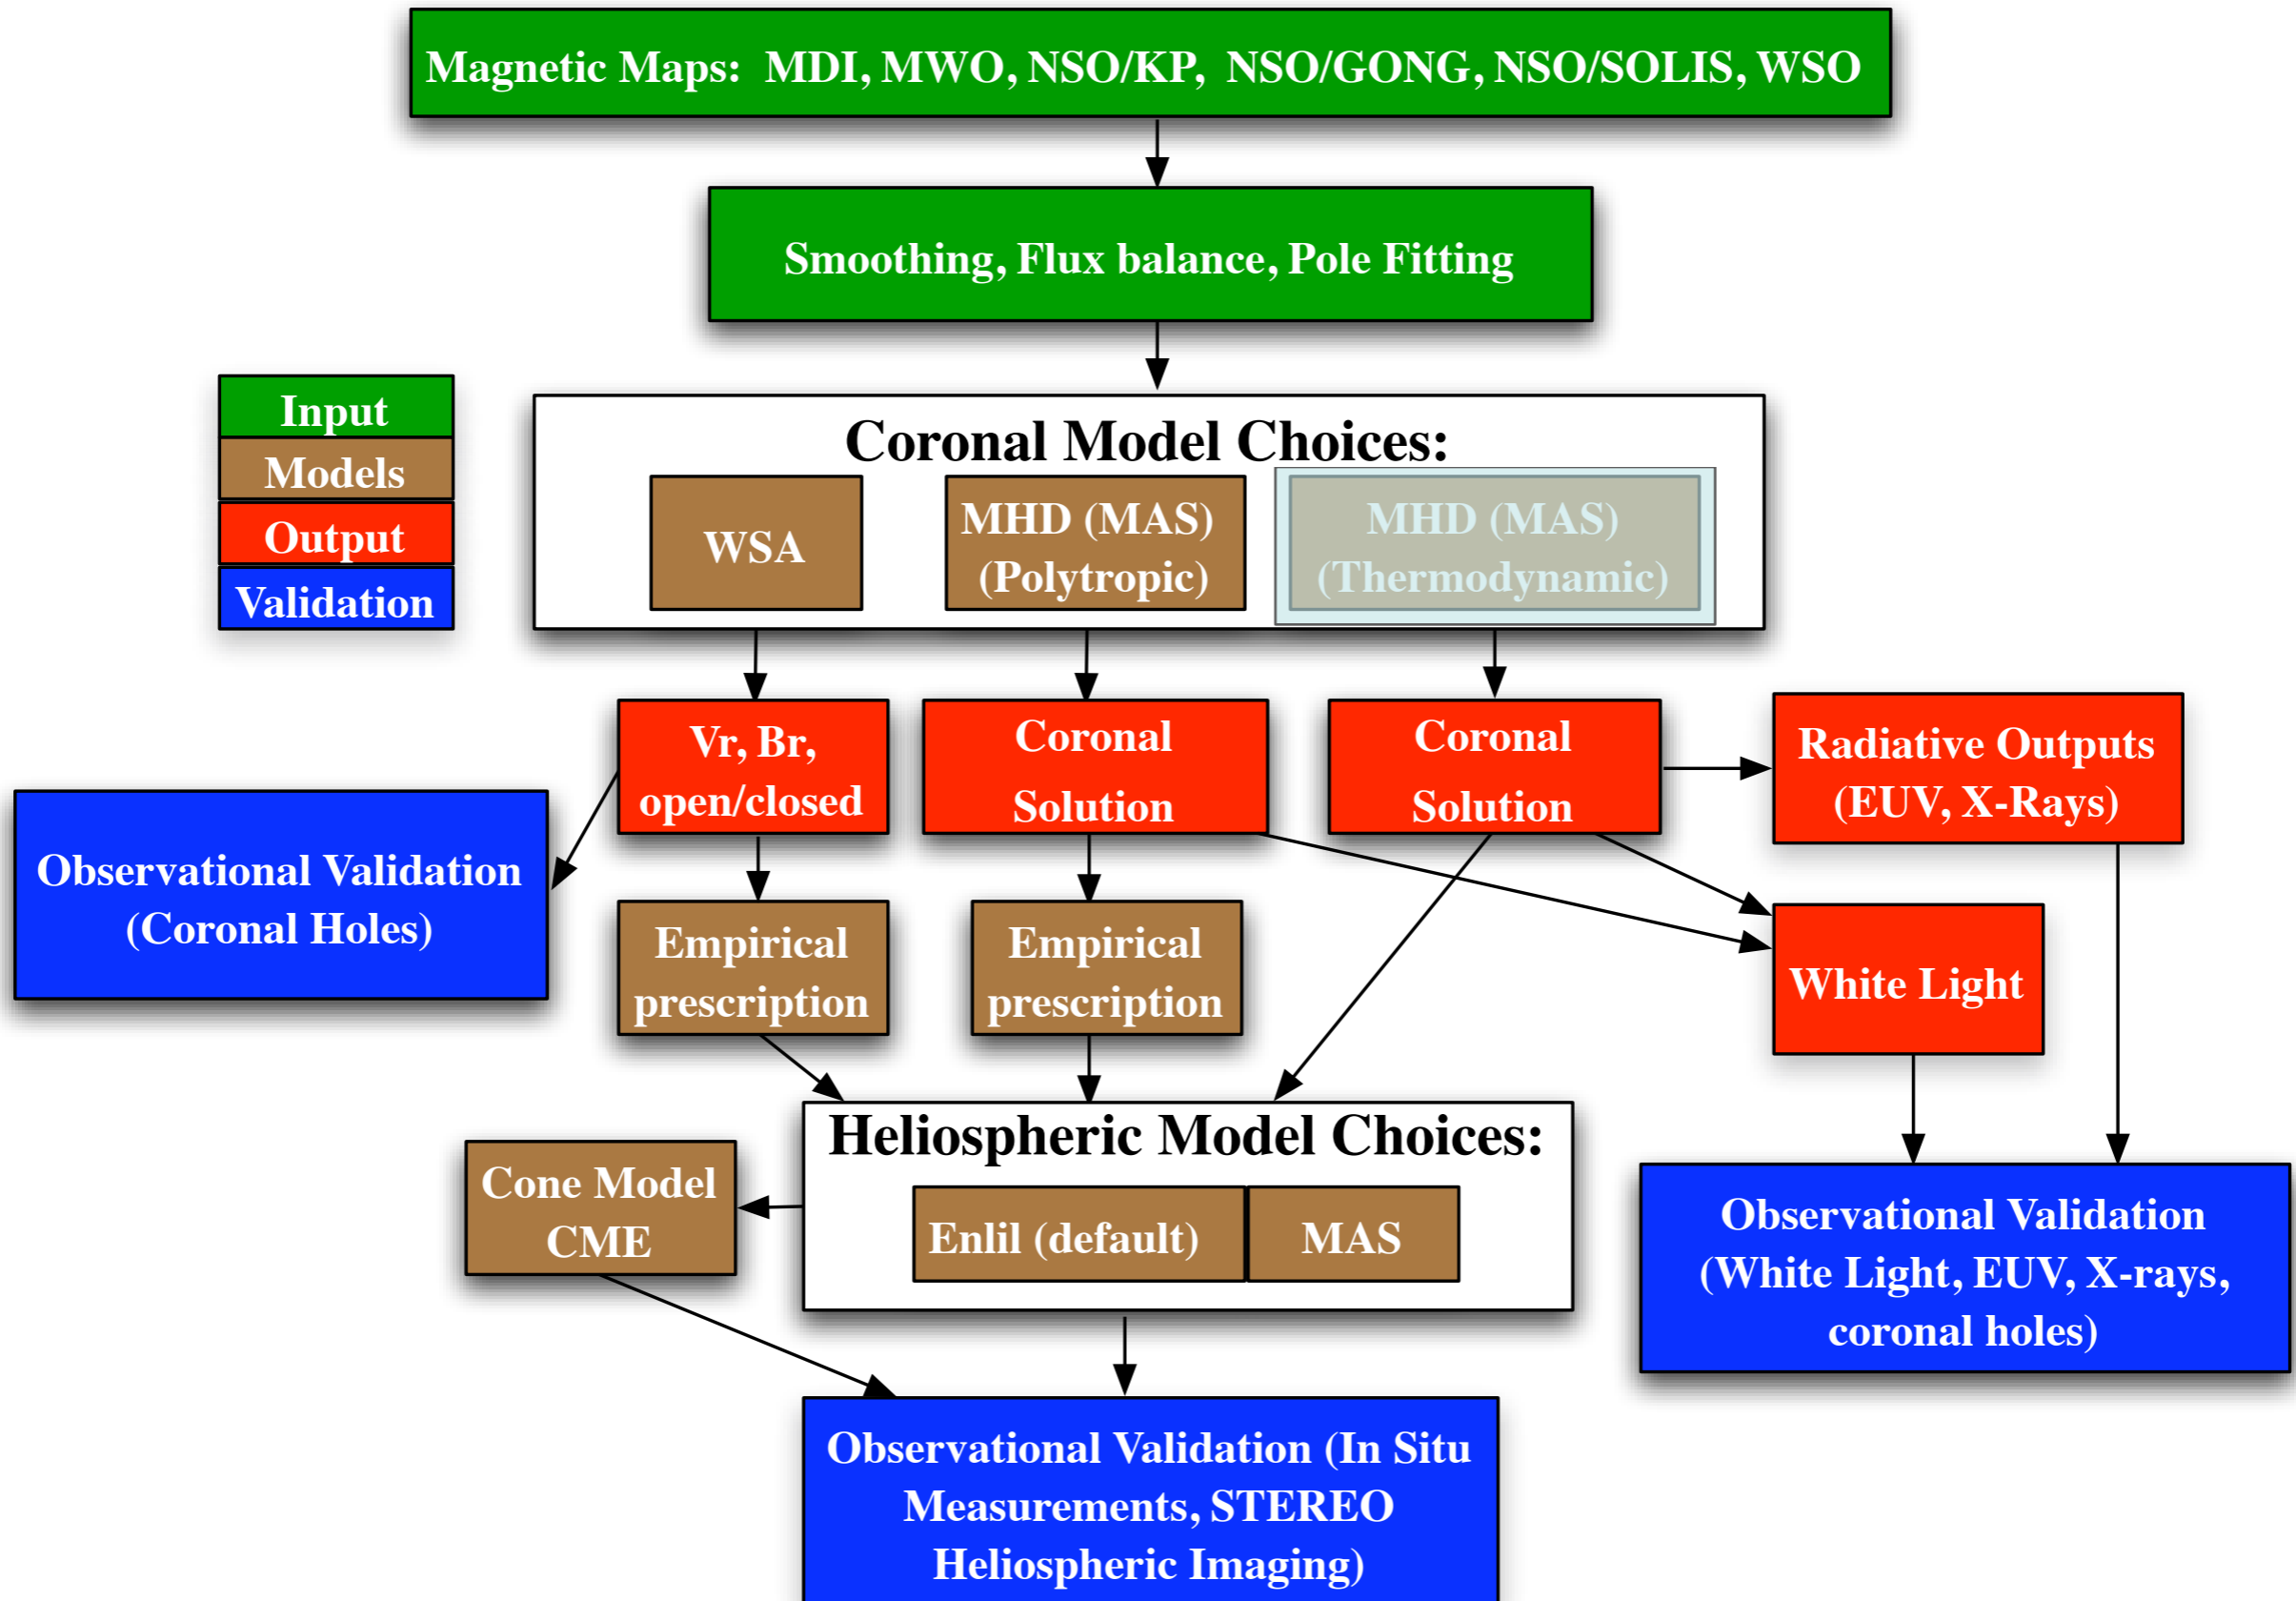 Magnetic Maps: MDI, MWO, NSO/KP, NSO/GONG, NSO/SOLIS, WSO
Smoothing, Flux balance, Pole Fitting
Input
Models
Output
Validation
Coronal Model Choices:
WSA
MHD (MAS)
(Polytropic)
MHD (MAS)
(Thermodynamic)
Vr, Br,
open/closed
Coronal
Solution
Coronal
Solution
Radiative Outputs
(EUV, X-Rays)
Observational Validation
(Coronal Holes)
Empirical
prescription
Empirical
prescription
White Light
Heliospheric Model Choices:
Enlil (default)
MAS
Cone Model
CME
Observational Validation
(White Light, EUV, X-rays,
coronal holes)
Observational Validation (In Situ
Measurements, STEREO
Heliospheric Imaging)